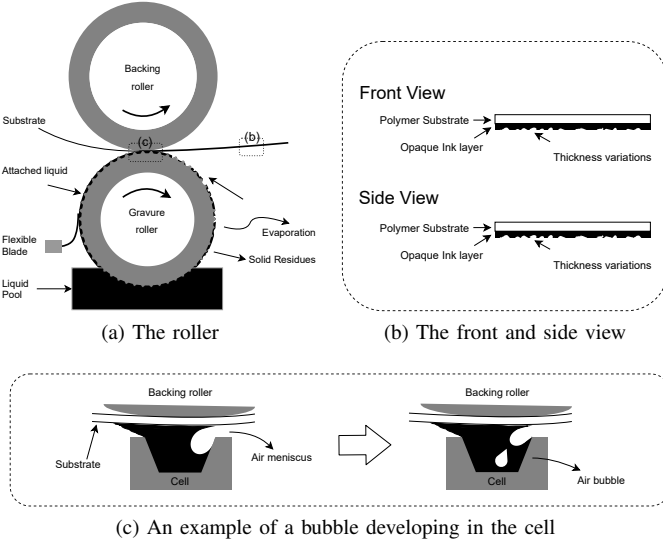 Backing
roller
Substrate
(c)
(b)
Attached liquid
Gravure
roller
Evaporation
Flexible
Blade
Solid Residues
Liquid
Pool
(a) The roller
Front View
Polymer Substrate
Opaque Ink layer
Thickness variations
Side View
Polymer Substrate
Opaque Ink layer
Thickness variations
(b) The front and side view
Backing roller
Substrate
Air meniscus
Cell
Backing roller
Air bubble
Cell
(c) An example of a bubble developing in the cell